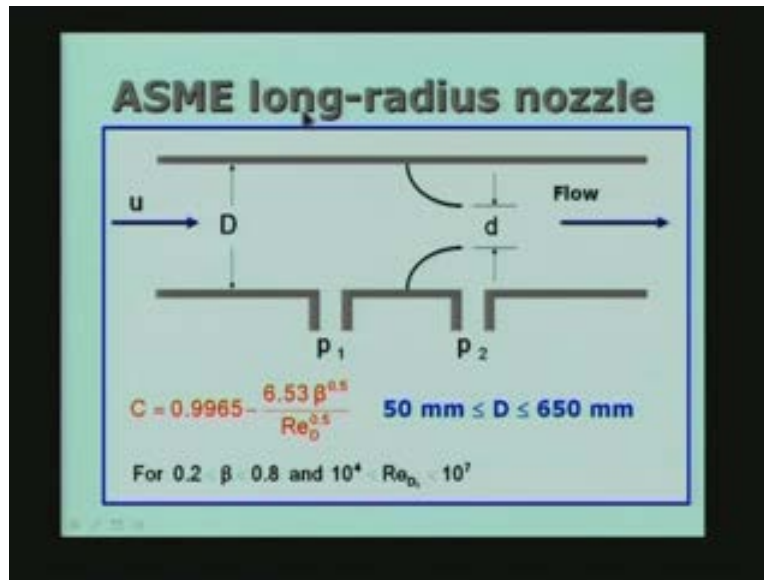 ASME long-radius nozzle
u
D
d
Flow
p 1
p 2
C = 0.9965 - 6.53 β^0.5 / Re_D^0.5
50 mm ≤ D ≤ 650 mm
For 0.2 < β < 0.8 and 10^4 < Re_D1 < 10^7